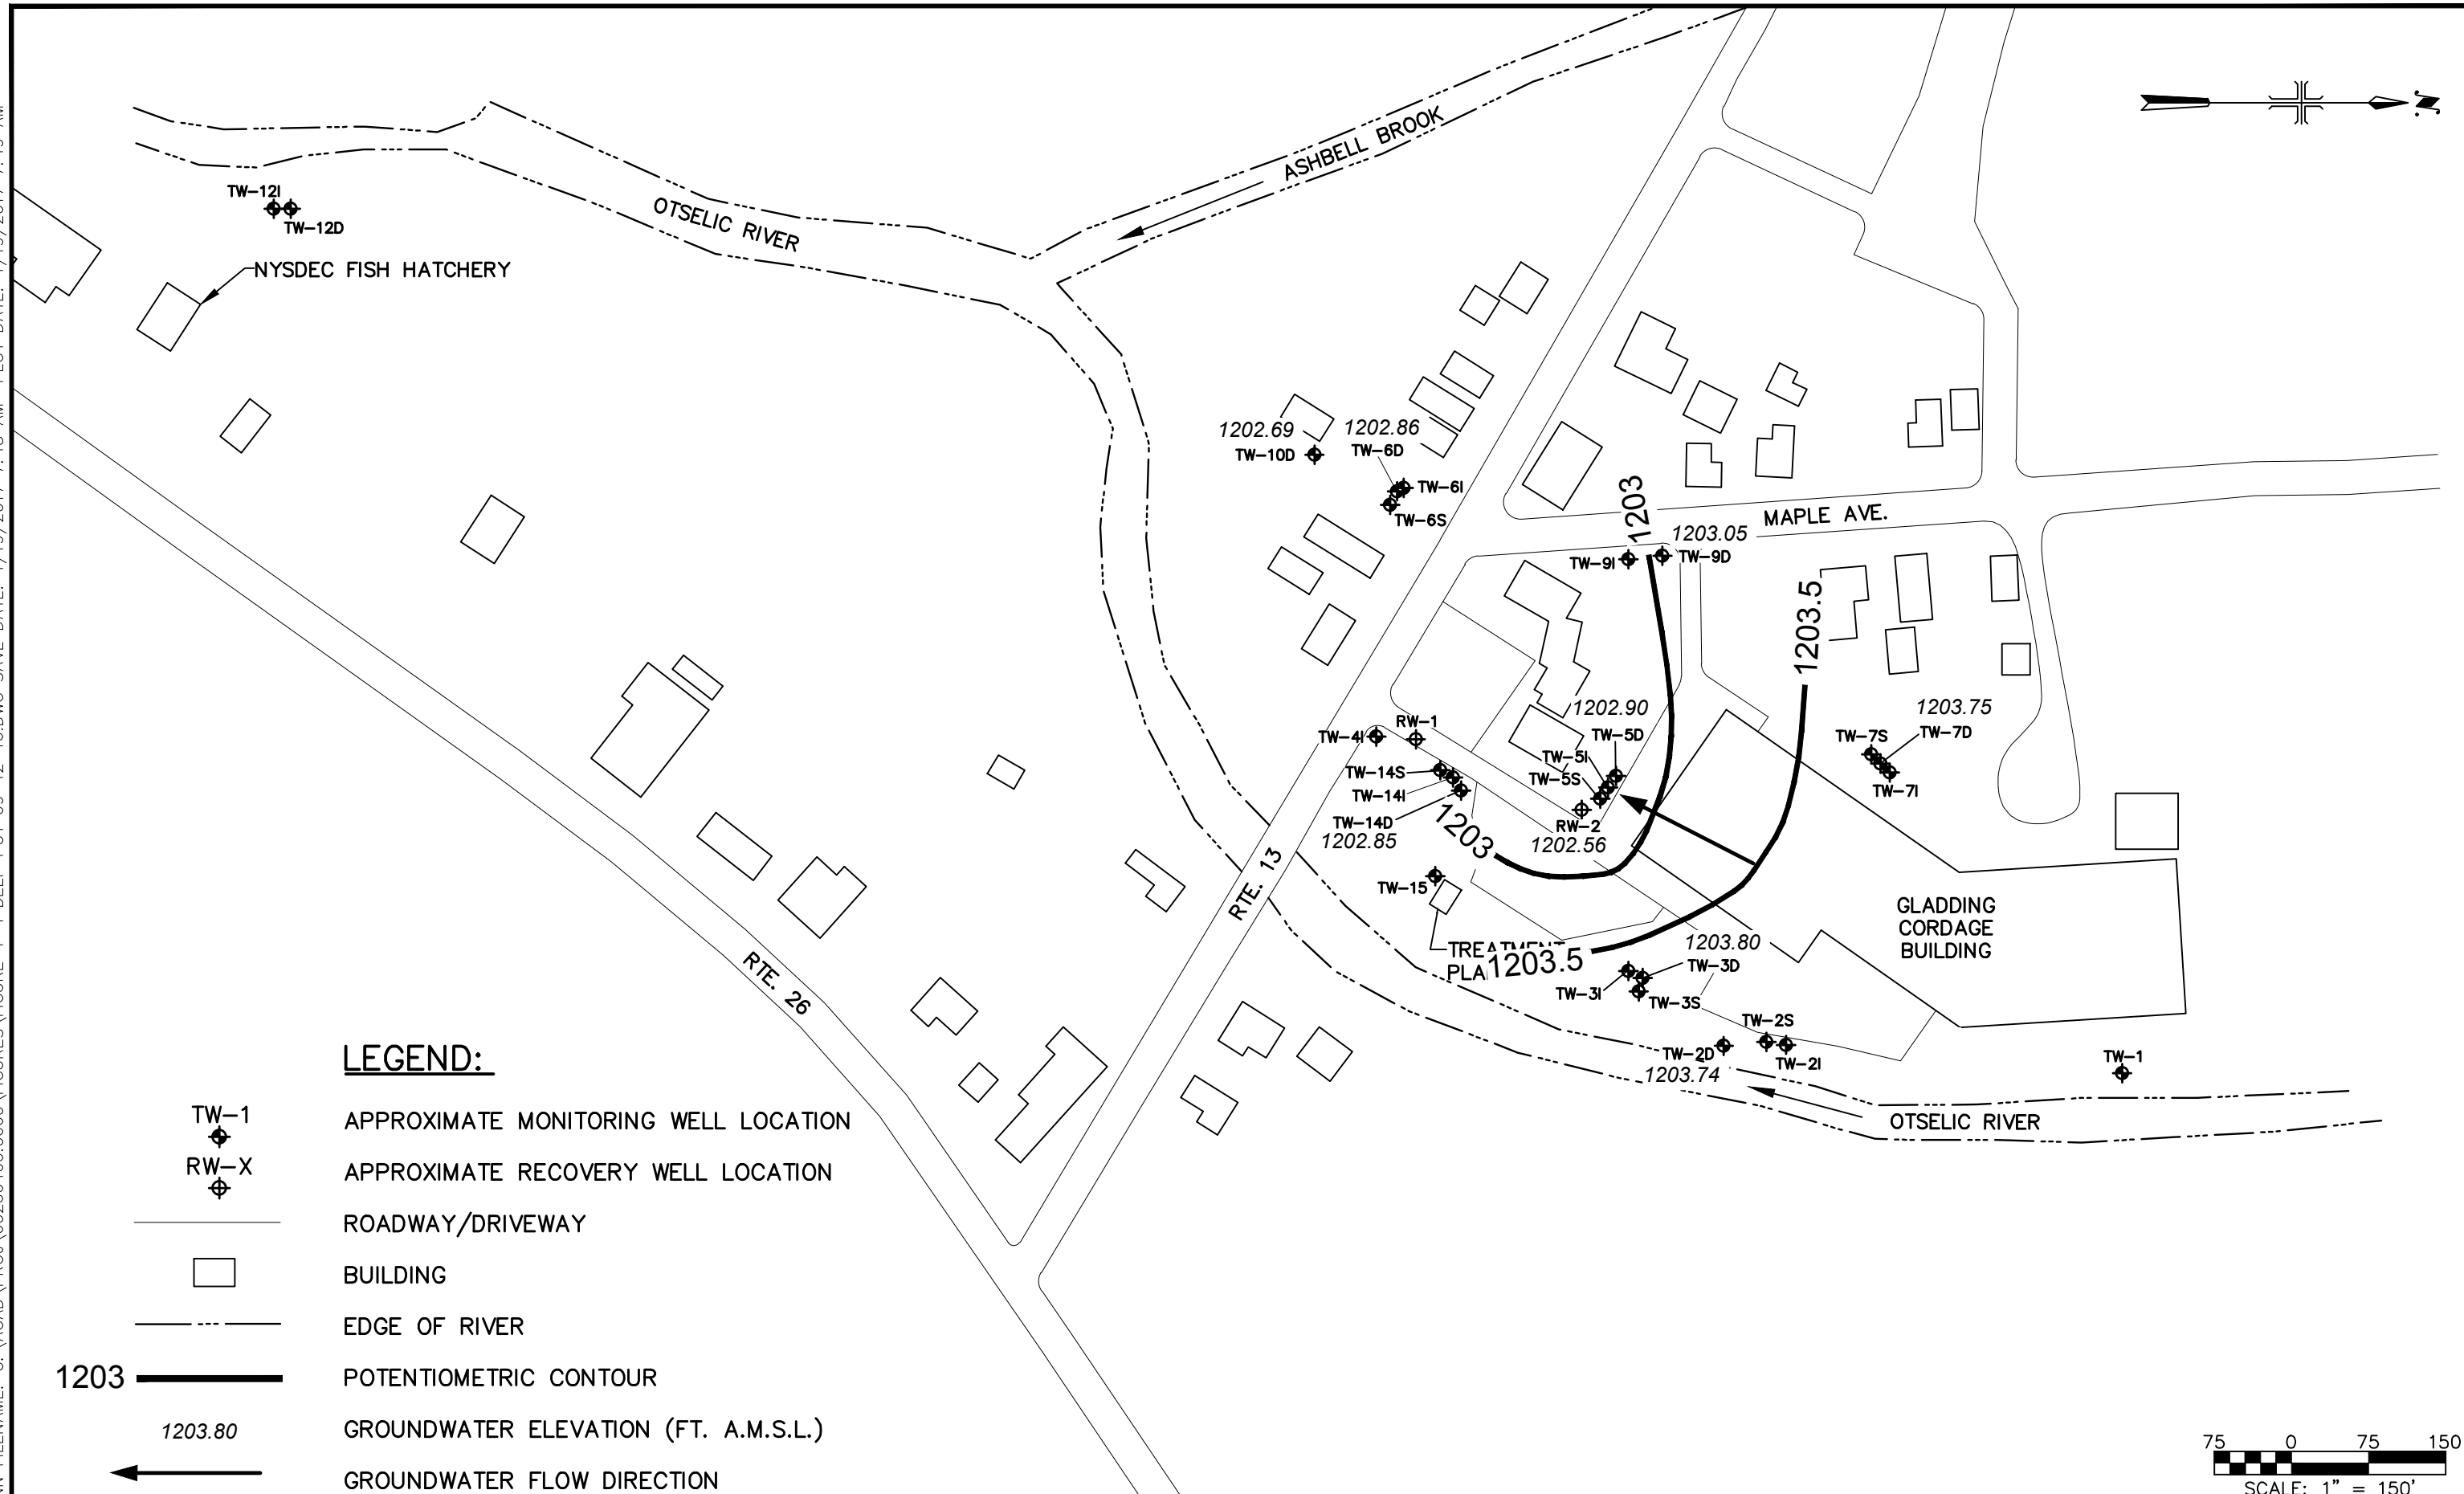 N
ASHBELL BROOK
TW-12I
TW-12D
OTSELIC RIVER
NYSDEC FISH HATCHERY
1202.69
TW-10D
1202.86
TW-6D
TW-6I
TW-6S
1203
1203.05
MAPLE AVE.
TW-9I
TW-9D
1203.5
1202.90
TW-5D
TW-5I
TW-5S
RW-2
1202.56
RW-1
TW-4I
TW-14S
TW-14I
TW-14D
1202.85
1203
1203.75
TW-7S
TW-7D
TW-7I
TW-15
RTE. 13
TREATMENT
PLA
1203.5
1203.80
TW-3D
TW-3I
TW-3S
GLADDING
CORDAGE
BUILDING
TW-2S
TW-2D
TW-2I
1203.74
TW-1
OTSELIC RIVER
RTE. 26
LEGEND:
TW-1
APPROXIMATE MONITORING WELL LOCATION
RW-X
APPROXIMATE RECOVERY WELL LOCATION
ROADWAY/DRIVEWAY
BUILDING
EDGE OF RIVER
1203
POTENTIOMETRIC CONTOUR
1203.80
GROUNDWATER ELEVATION (FT. A.M.S.L.)
GROUNDWATER FLOW DIRECTION
75 0 75 150
SCALE: 1" = 150'